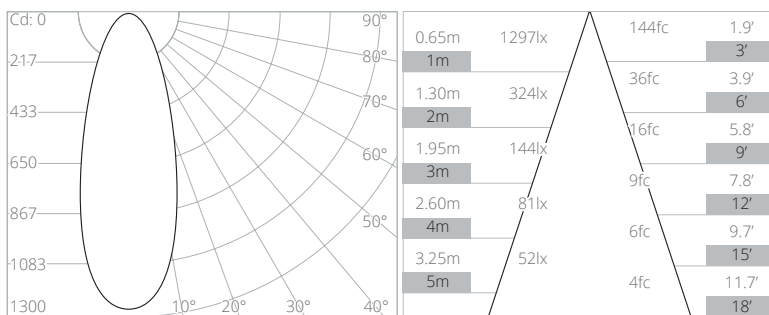 Cd: 0
217
433
650
867
1083
1300
90°
80°
70°
60°
50°
10° 20° 30° 40°
0.65m 1297lx
1m
1.30m 324lx
2m
1.95m 144lx
3m
2.60m 81lx
4m
3.25m 52lx
5m
144fc 1.9’
3’
36fc 3.9’
6’
16fc 5.8’
9’
9fc 7.8’
12’
6fc 9.7’
15’
4fc 11.7’
18’